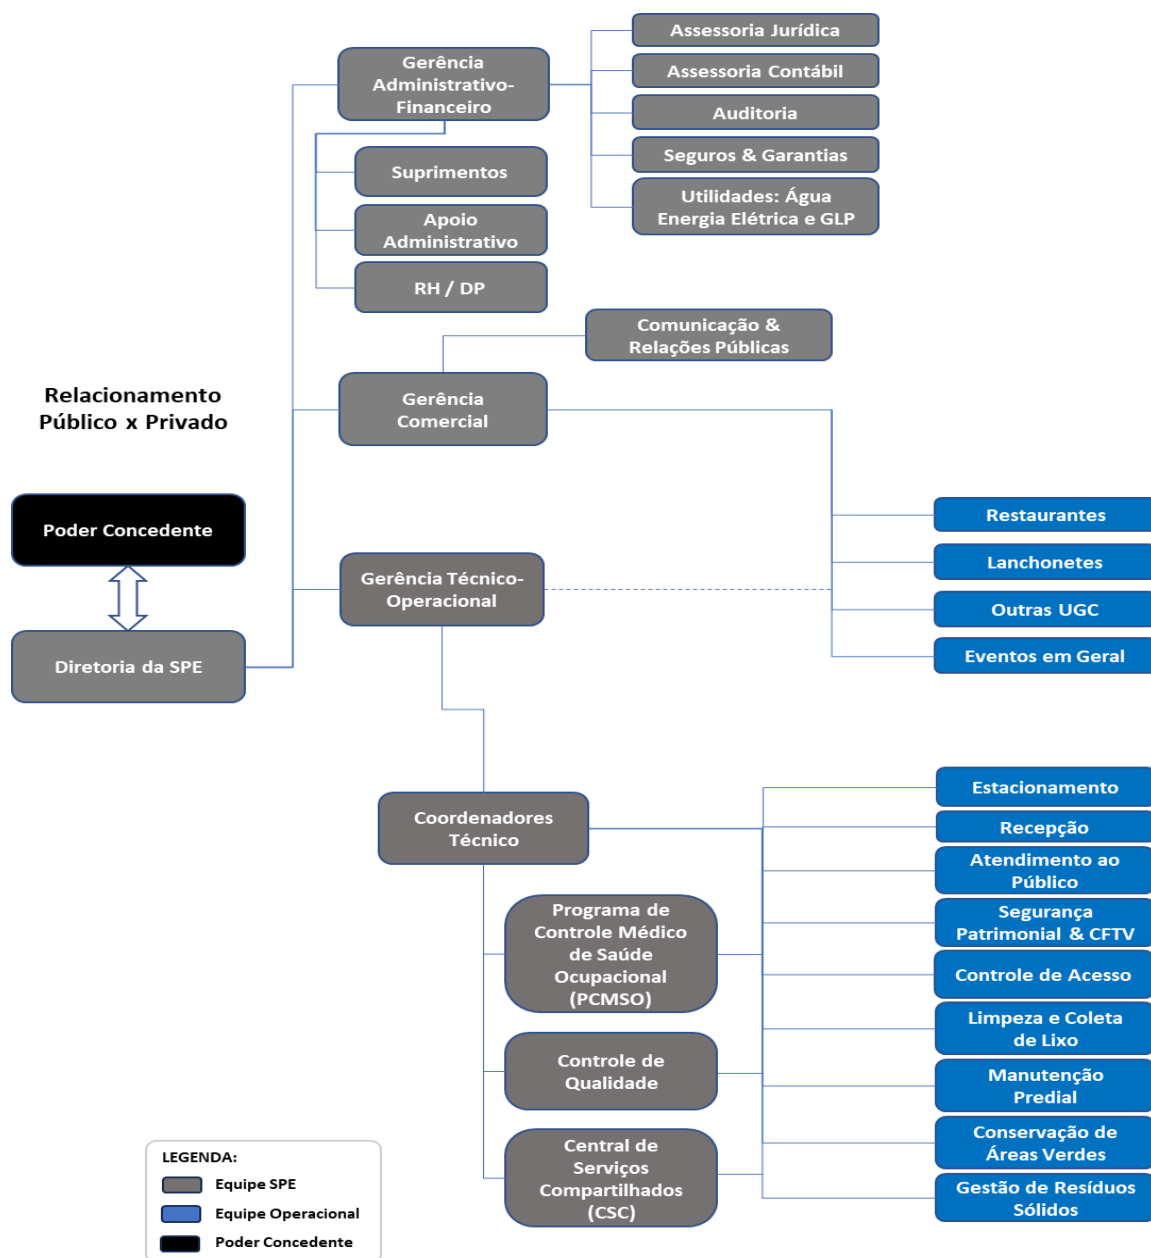 Assessoria Jurídica
Gerência
Administrativo-
Financeiro
Assessoria Contábil
Auditoria
Seguros & Garantias
Suprimentos
Utilidades: Água
Energia Elétrica e GLP
Apoio
Administrativo
RH / DP
Comunicação &
Relações Públicas
Relacionamento
Público x Privado
Gerência
Comercial
Poder Concedente
Restaurantes
Lanchonetes
Gerência Técnico-
Operacional
Outras UGC
Diretoria da SPE
Eventos em Geral
Coordenadores
Técnico
Estacionamento
Recepção
Atendimento ao
Público
Programa de
Controle Médico
de Saúde
Ocupacional
(PCMSO)
Segurança
Patrimonial & CFTV
Controle de Acesso
Limpeza e Coleta
de Lixo
Controle de
Qualidade
Manutenção
Predial
Central de
Serviços
Compartilhados
(CSC)
Conservação de
Áreas Verdes
Gestão de Resíduos
Sólidos
LEGENDA:
Equipe SPE
Equipe Operacional
Poder Concedente